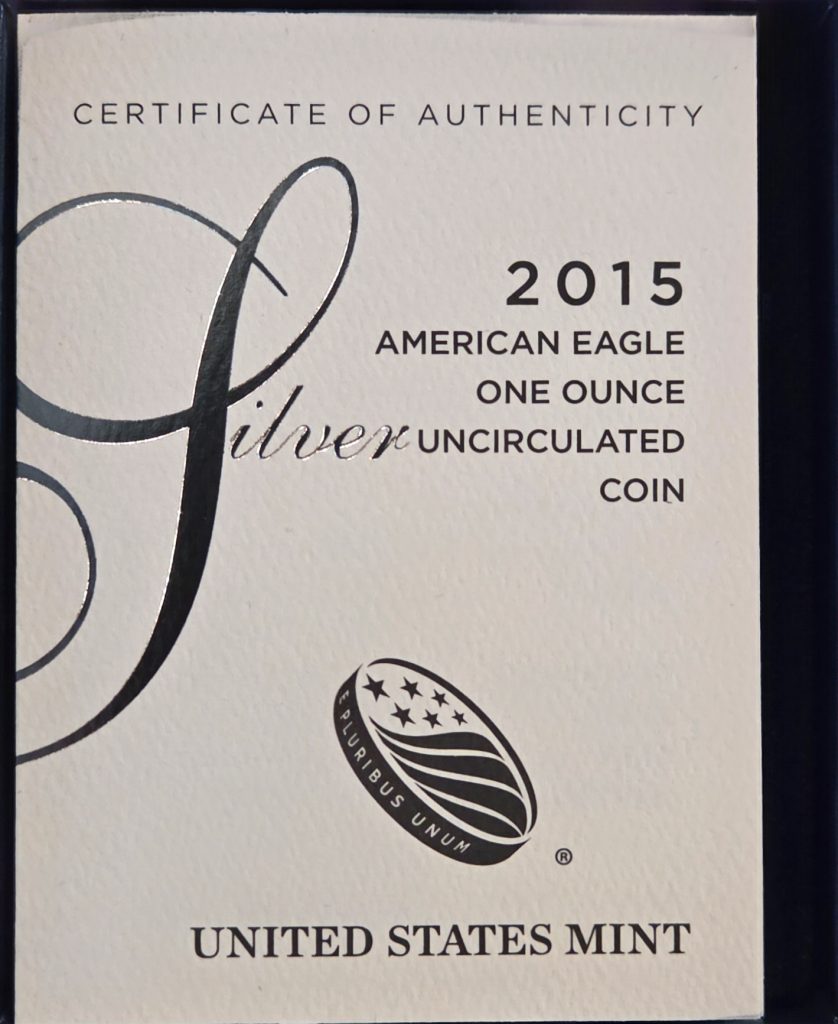 CERTIFICATE OF AUTHENTICITY
2015
AMERICAN EAGLE
ONE OUNCE
Silver UNCIRCULATED
COIN
E PLURIBUS UNUM
®
UNITED STATES MINT